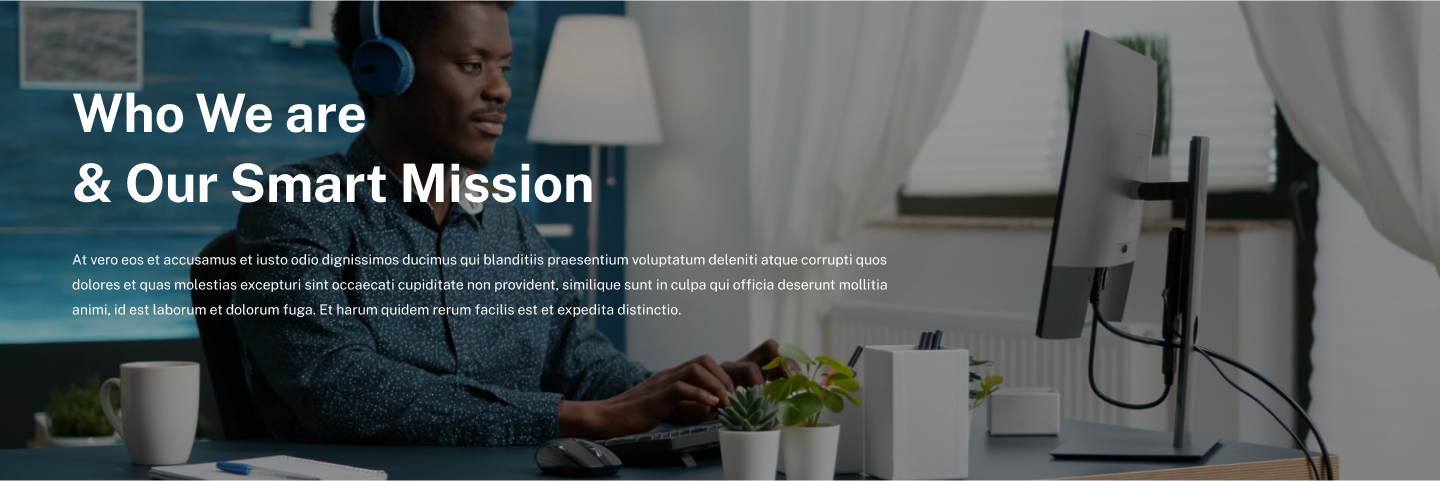 Who We are
& Our Smart Mission
At vero eos et accusamus et iusto odio dignissimos ducimus qui blanditiis praesentium voluptatum deleniti atque corrupti quos
dolores et quas molestias excepturi sint occaecati cupiditate non provident, similique sunt in culpa qui officia deserunt mollitia
animi, id est laborum et dolorum fuga. Et harum quidem rerum facilis est et expedita distinctio.